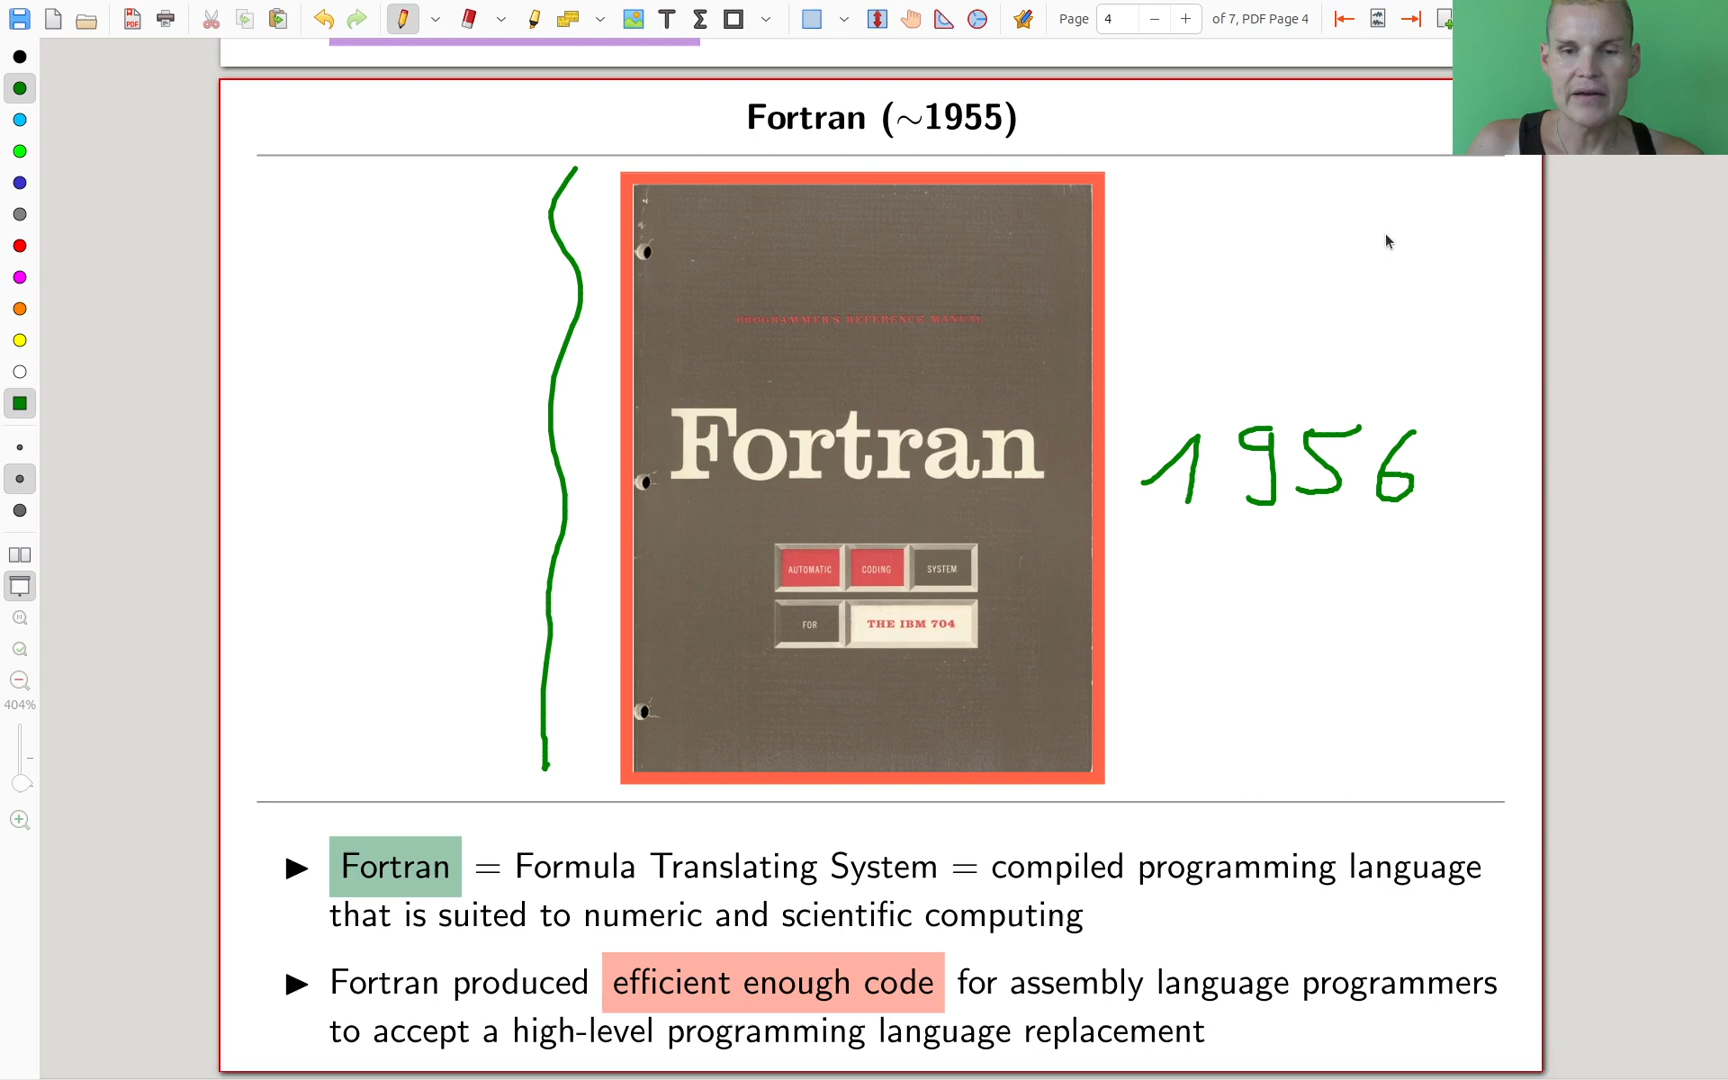 Page 4 of 7, PDF Page 4
Fortran (~1955)
PROGRAMMER'S REFERENCE MANUAL
Fortran
1956
AUTOMATIC CODING SYSTEM
FOR THE IBM 704
404%
▶ Fortran = Formula Translating System = compiled programming language
that is suited to numeric and scientific computing
▶ Fortran produced efficient enough code for assembly language programmers
to accept a high-level programming language replacement